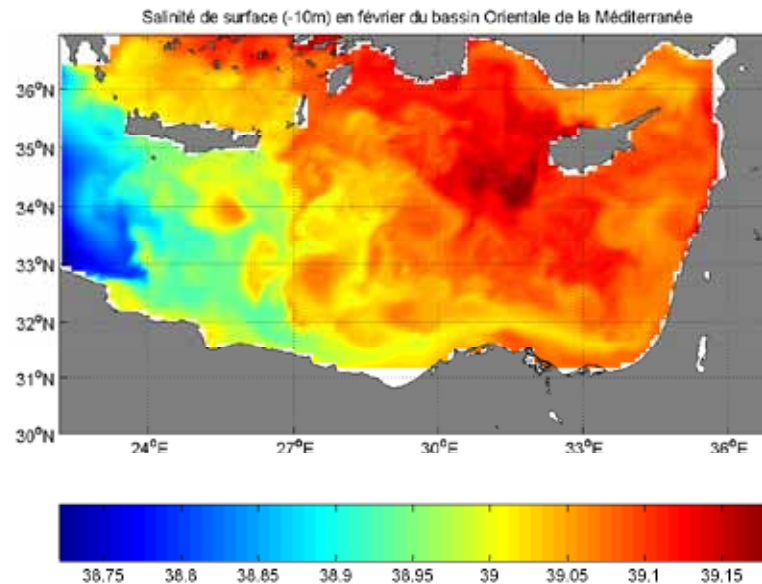 Salinité de surface (-10m) en février du bassin Orientale de la Méditerranée
36°N
35°N
34°N
33°N
32°N
31°N
30°N
24°E 27°E 30°E 33°E 36°E
38.75 38.8 38.85 38.9 38.95 39 39.05 39.1 39.15